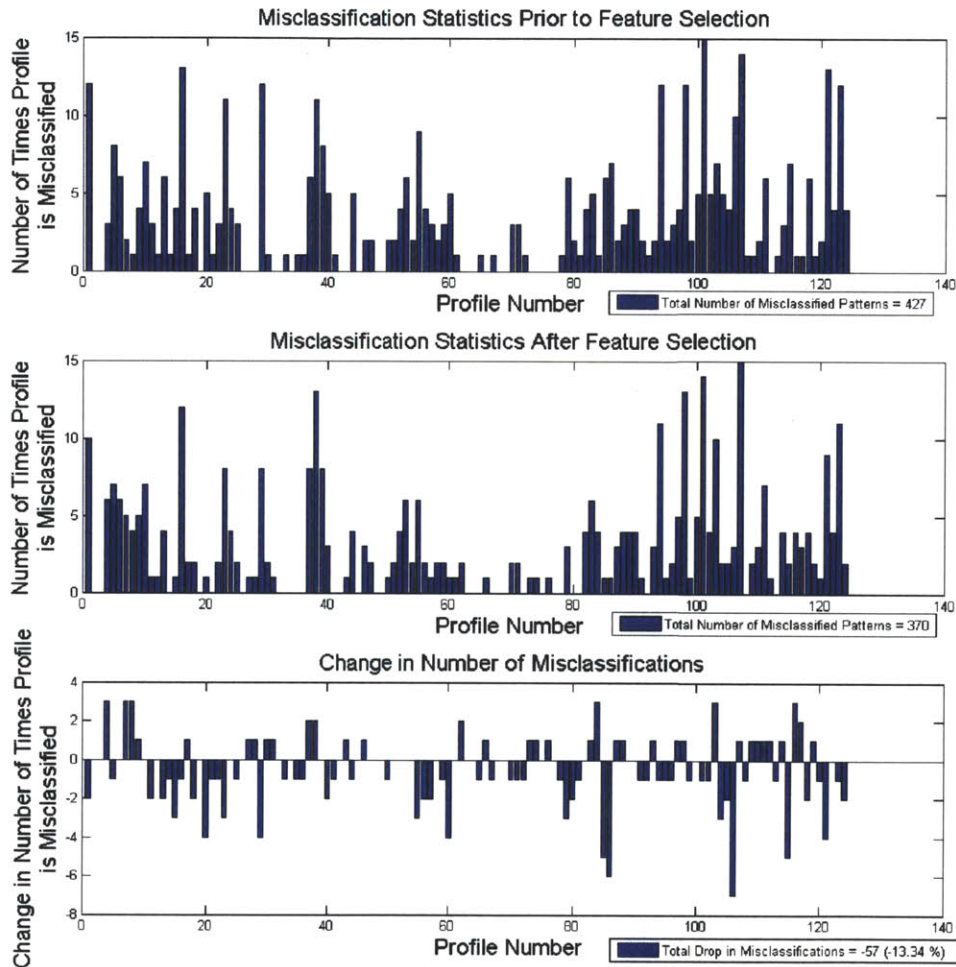 Misclassification Statistics Prior to Feature Selection
Number of Times Profile
is Misclassified
15
10
5
0
0
20
40
60
80
100
120
140
Profile Number
Total Number of Misclassified Patterns = 427
Misclassification Statistics After Feature Selection
Number of Times Profile
is Misclassified
15
10
5
0
0
20
40
60
80
100
120
140
Profile Number
Total Number of Misclassified Patterns = 370
Change in Number of Misclassifications
Change in Number of Times Profile
is Misclassified
4
2
0
-2
-4
-6
-8
0
20
40
60
80
100
120
140
Profile Number
Total Drop in Misclassifications = -57 (-13.34 %)